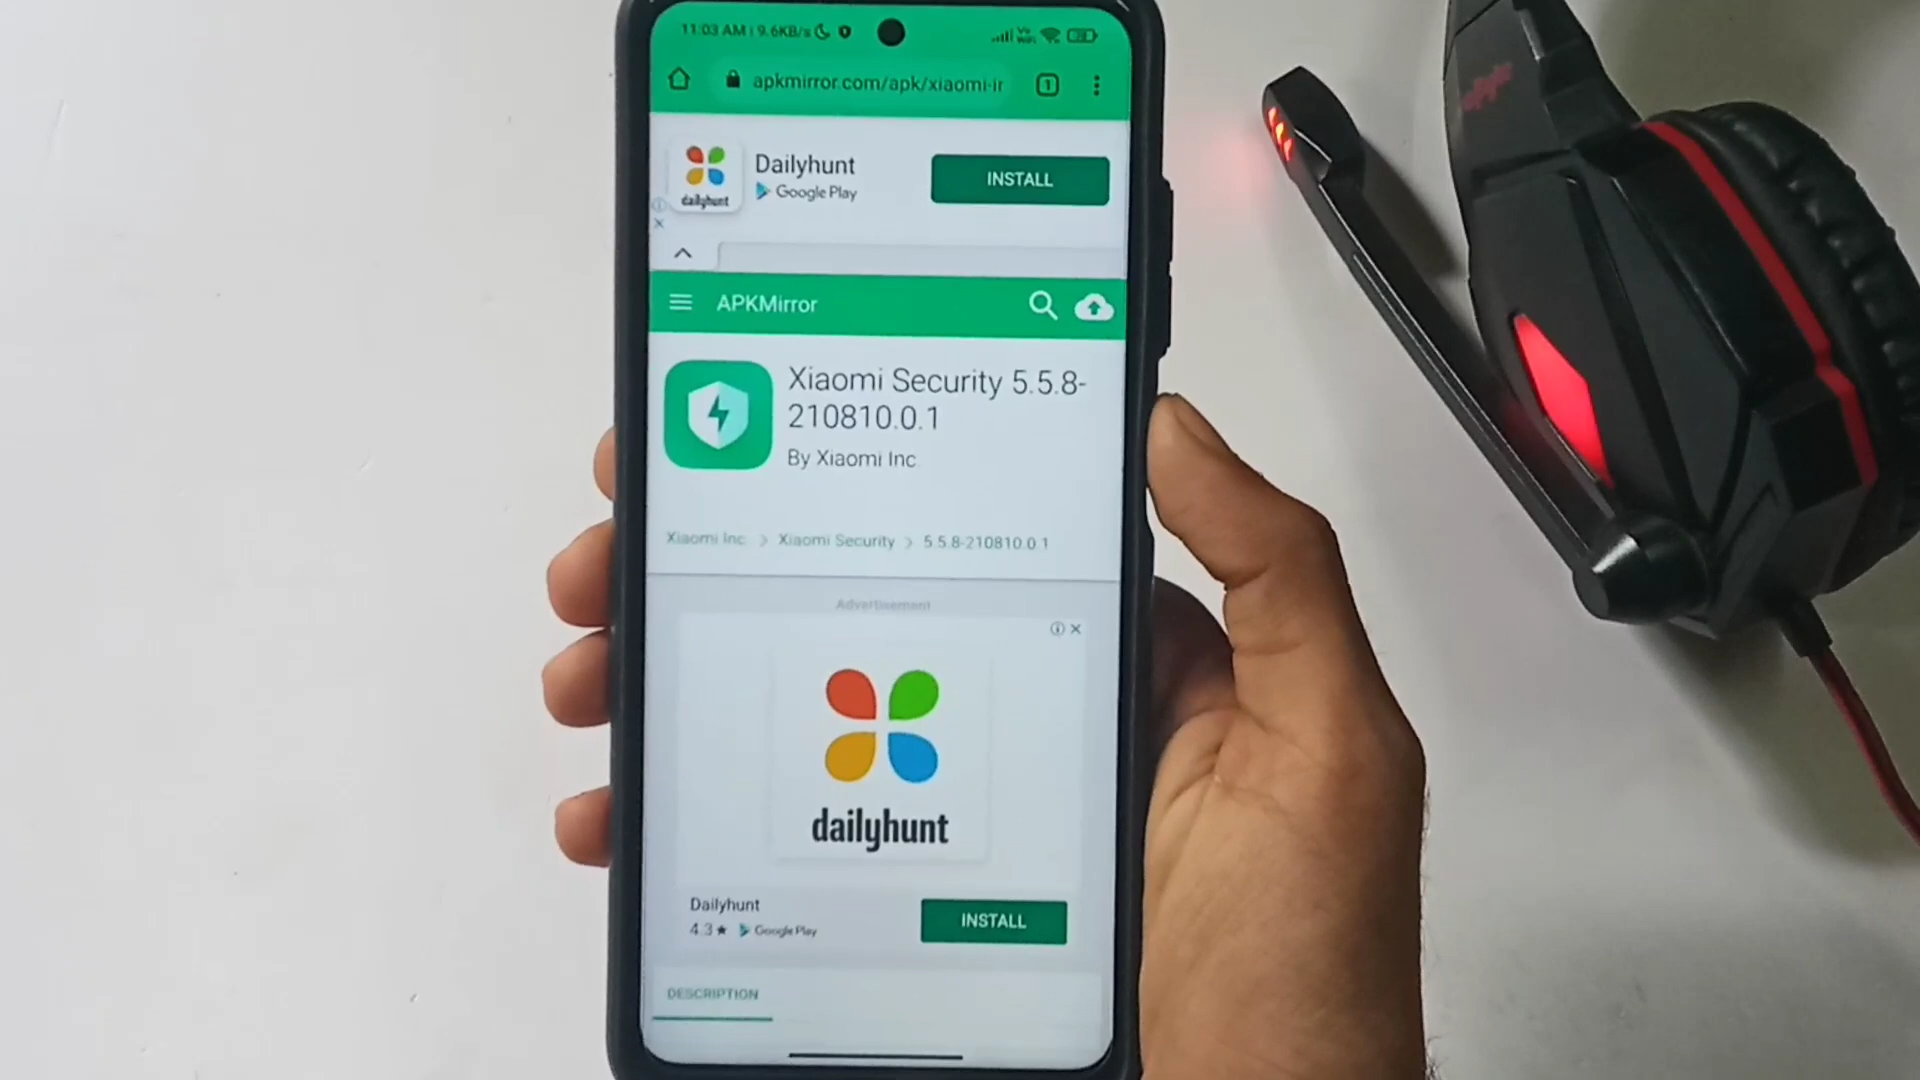 11:03 AM | 9.6KB/s
apkmirror.com/apk/xiaomi-ir
1
Dailyhunt
Google Play
INSTALL
dailyhunt
APKMirror
Xiaomi Security 5.5.8-
210810.0.1
By Xiaomi Inc.
Xiaomi Inc. > Xiaomi Security > 5.5.8-210810.0.1
Advertisement
dailyhunt
Dailyhunt
4.3★ Google Play
INSTALL
DESCRIPTION